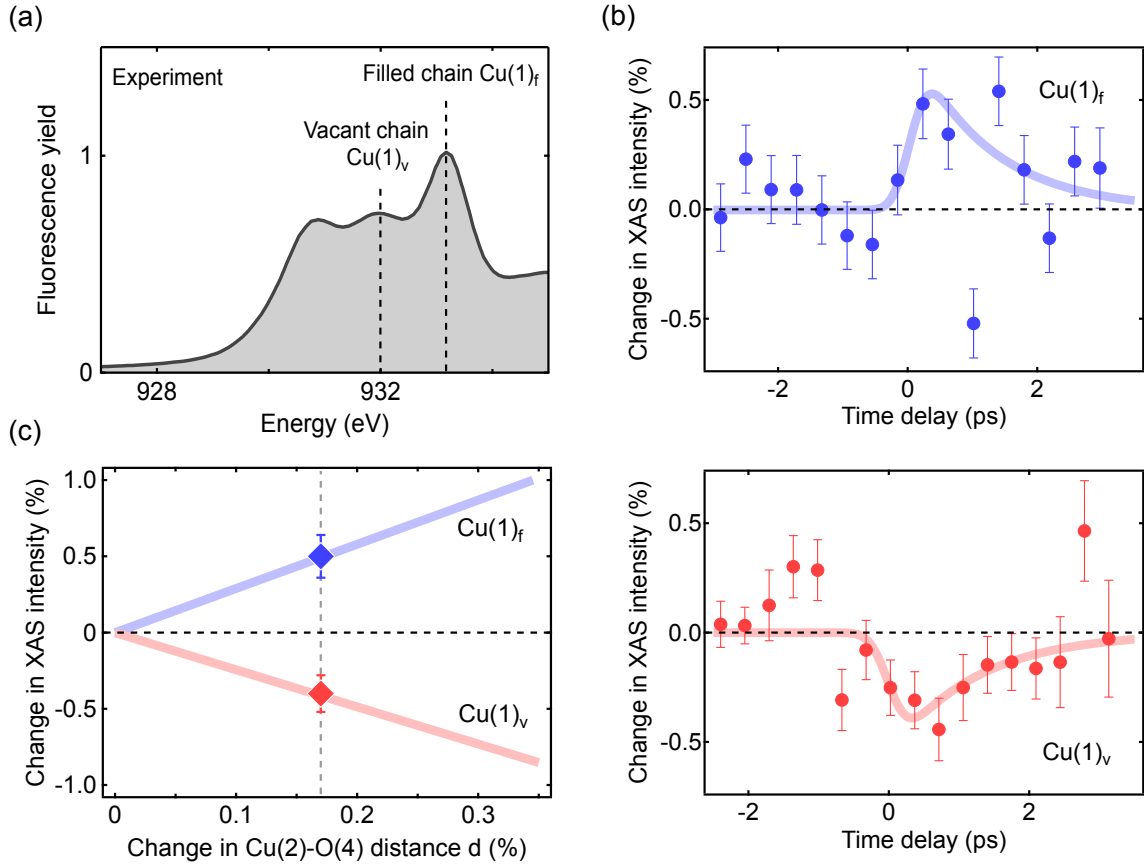 (a)
Experiment
Filled chain Cu(1)f
Vacant chain
Cu(1)v
Fluorescence yield
1
0
928
932
Energy (eV)
(b)
Cu(1)f
Change in XAS intensity (%)
0.5
0.0
-0.5
-2
0
2
Time delay (ps)
(c)
Change in XAS intensity (%)
1.0
0.5
0
-0.5
-1.0
Cu(1)f
Cu(1)v
0
0.1
0.2
0.3
Change in Cu(2)-O(4) distance d (%)
Change in XAS intensity (%)
0.5
0.0
-0.5
Cu(1)v
-2
0
2
Time delay (ps)